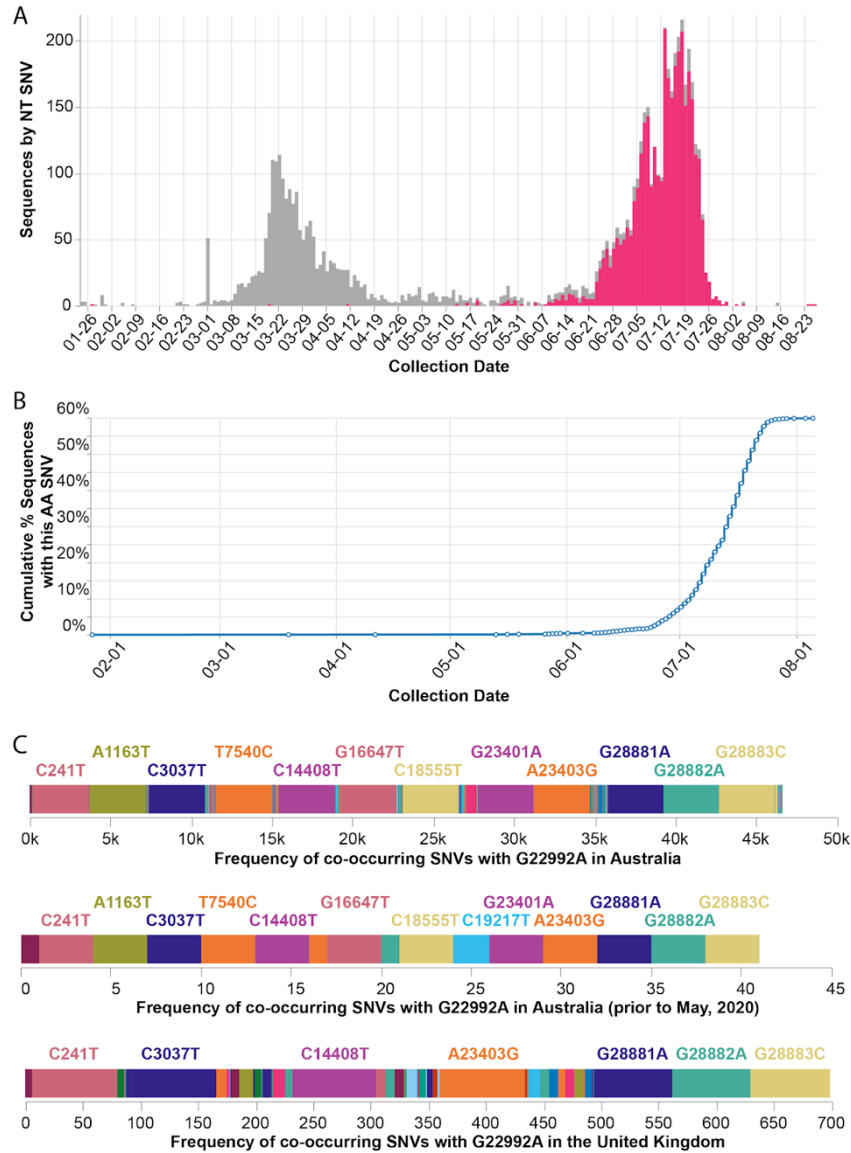 A
Sequences by NT SNV
200
150
100
50
0
01-26 02-02 02-09 02-16 02-23 03-01 03-08 03-15 03-22 03-29 04-05 04-12 04-19 04-26 05-03 05-10 05-17 05-24 05-31 06-07 06-14 06-21 06-28 07-05 07-12 07-19 07-26 08-02 08-09 08-16 08-23
Collection Date
B
Cumulative % Sequences
with this AA SNV
60%
50%
40%
30%
20%
10%
0%
02-01 03-01 04-01 05-01 06-01 07-01 08-01
Collection Date
C
A1163T T7540C G16647T G23401A G28881A G28883C
C241T C3037T C14408T C18555T A23403G G28882A
0k 5k 10k 15k 20k 25k 30k 35k 40k 45k 50k
Frequency of co-occurring SNVs with G22992A in Australia
A1163T T7540C G16647T G23401A G28881A G28883C
C241T C3037T C14408T C18555T C19217T A23403G G28882A
0 5 10 15 20 25 30 35 40 45
Frequency of co-occurring SNVs with G22992A in Australia (prior to May, 2020)
C241T C3037T C14408T A23403G G28881A G28882A G28883C
0 50 100 150 200 250 300 350 400 450 500 550 600 650 700
Frequency of co-occurring SNVs with G22992A in the United Kingdom